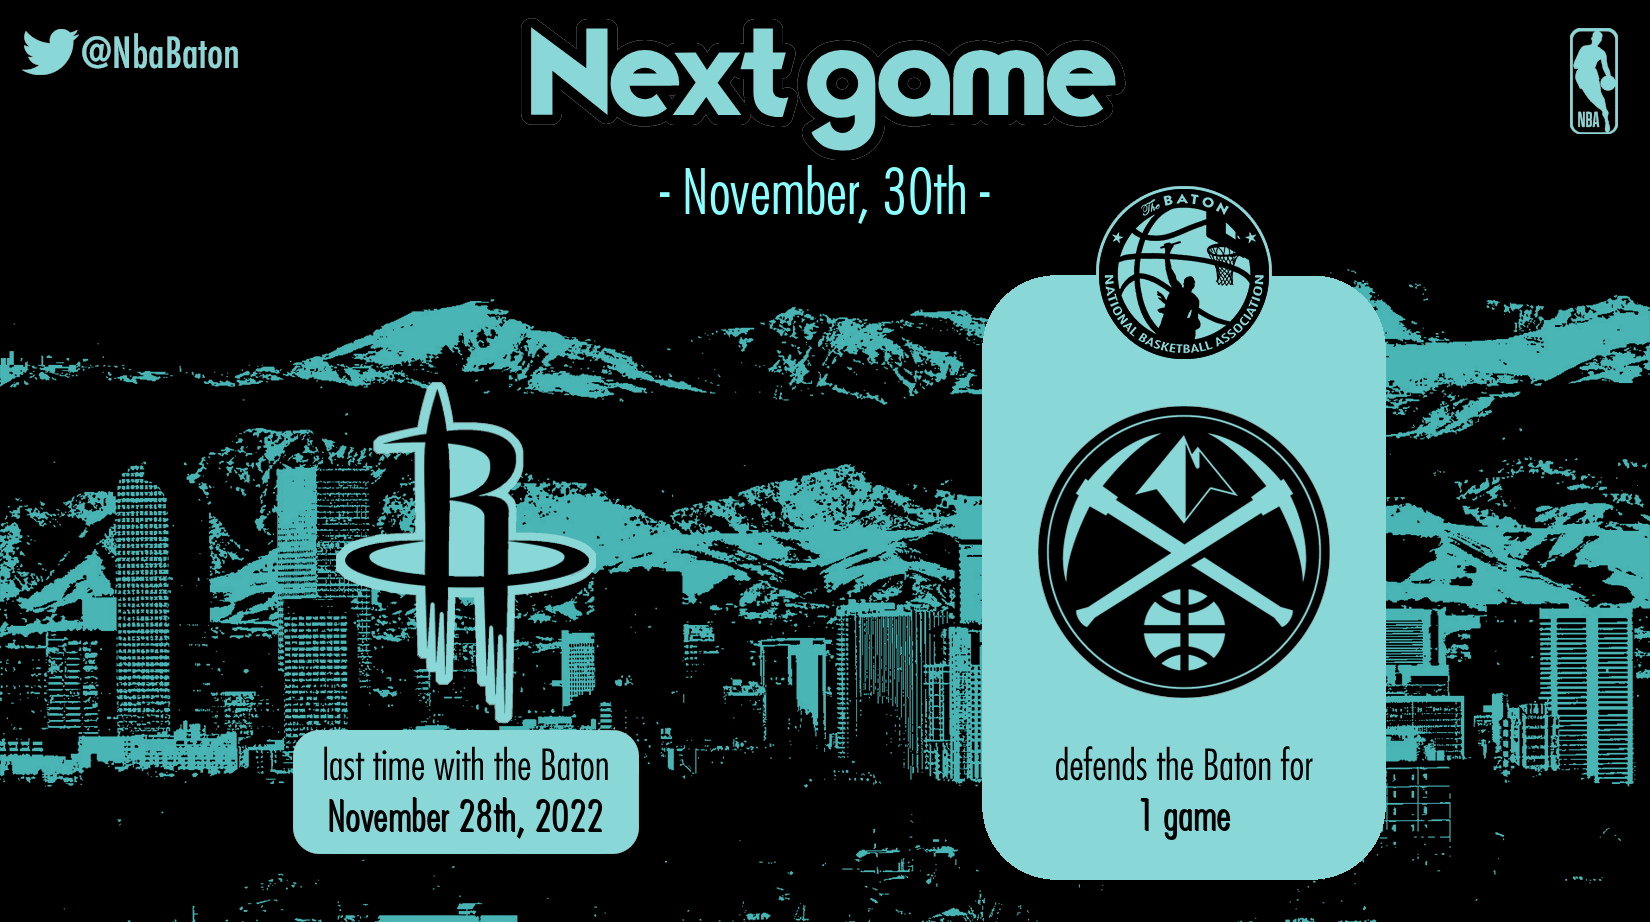 @NbaBaton
Next game
NBA
- November, 30th -
The BATON
NATIONAL BASKETBALL ASSOCIATION
last time with the Baton
November 28th, 2022
defends the Baton for
1 game